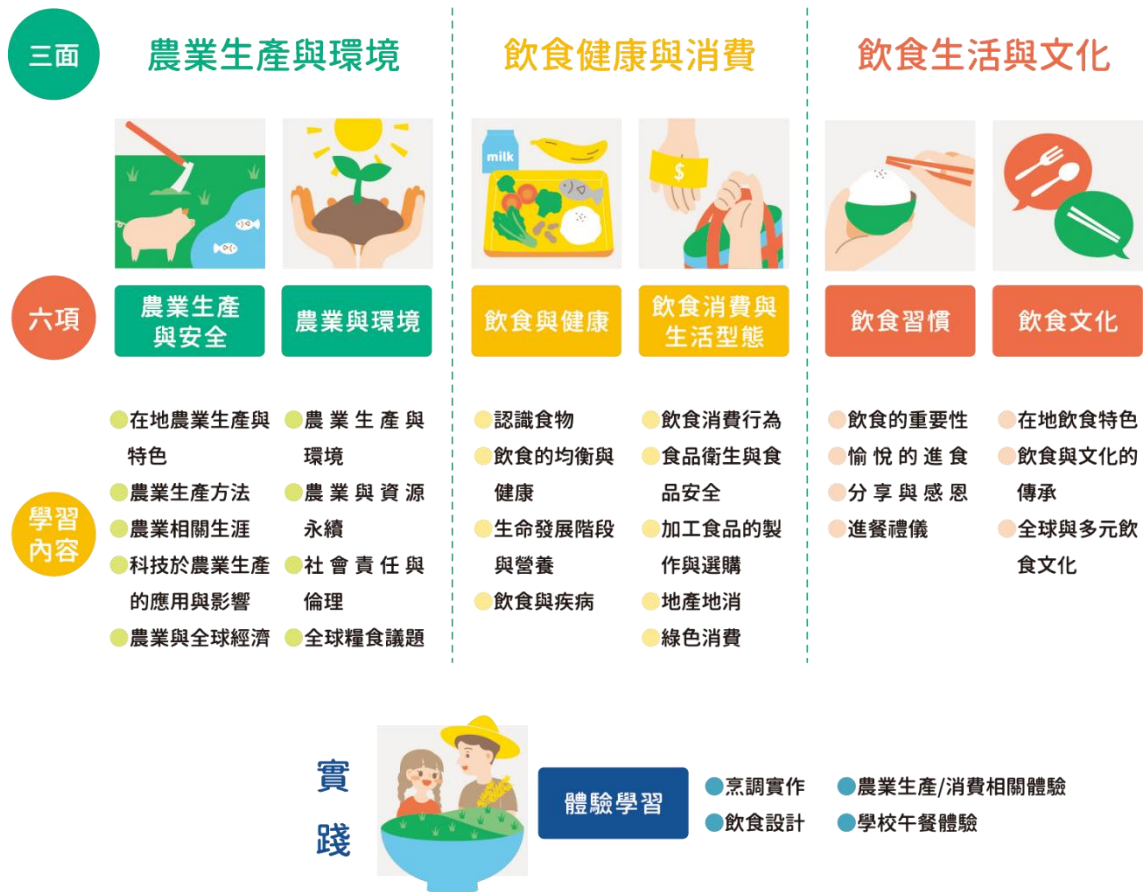 三面
農業生產與環境
飲食健康與消費
飲食生活與文化
milk
$
六項
農業生產
與安全
農業與環境
飲食與健康
飲食消費與
生活型態
飲食習慣
飲食文化
學習
內容
在地農業生產與
特色
農業生產方法
農業相關生涯
科技於農業生產
的應用與影響
農業與全球經濟
農業生產與
環境
農業與資源
永續
社會責任與
倫理
全球糧食議題
認識食物
飲食的均衡與
健康
生命發展階段
與營養
飲食與疾病
飲食消費行為
食品衛生與食
品安全
加工食品的製
作與選購
地產地消
綠色消費
飲食的重要性
愉悅的進食
分享與感恩
進餐禮儀
在地飲食特色
飲食與文化的
傳承
全球與多元飲
食文化
實
踐
體驗學習
烹調實作
飲食設計
農業生產/消費相關體驗
學校午餐體驗